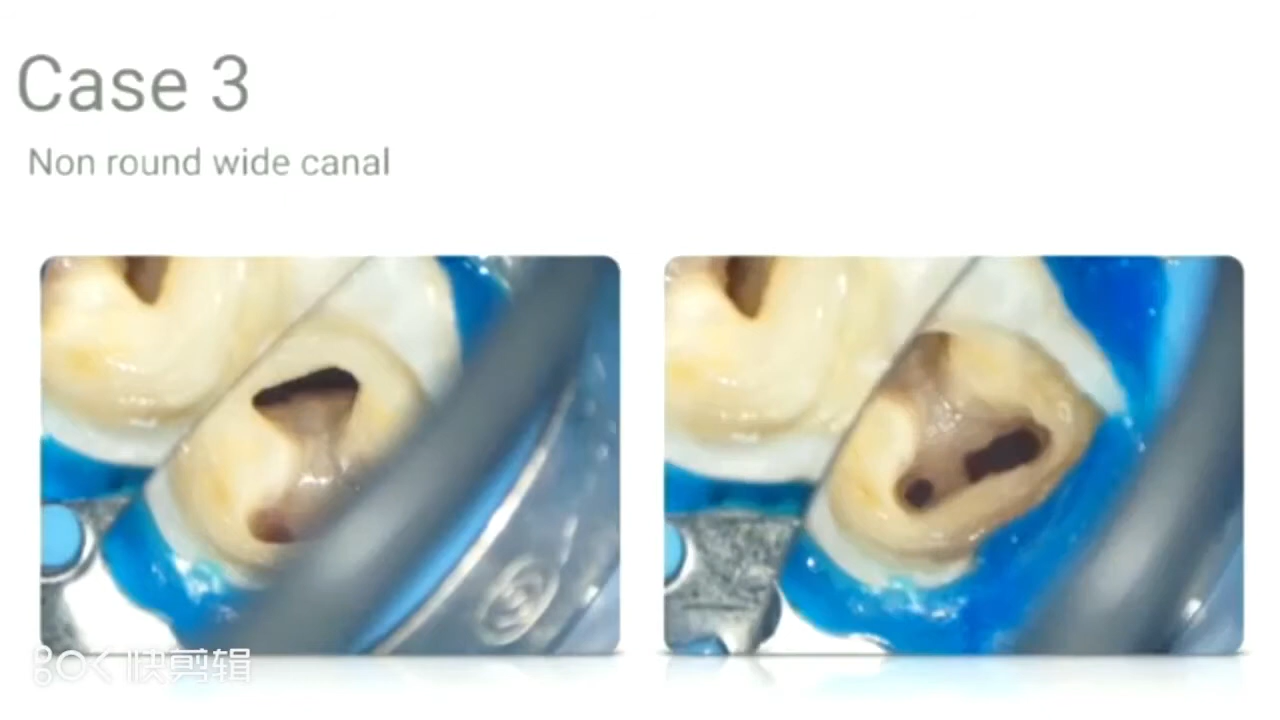 Case 3
Non round wide canal
快剪辑